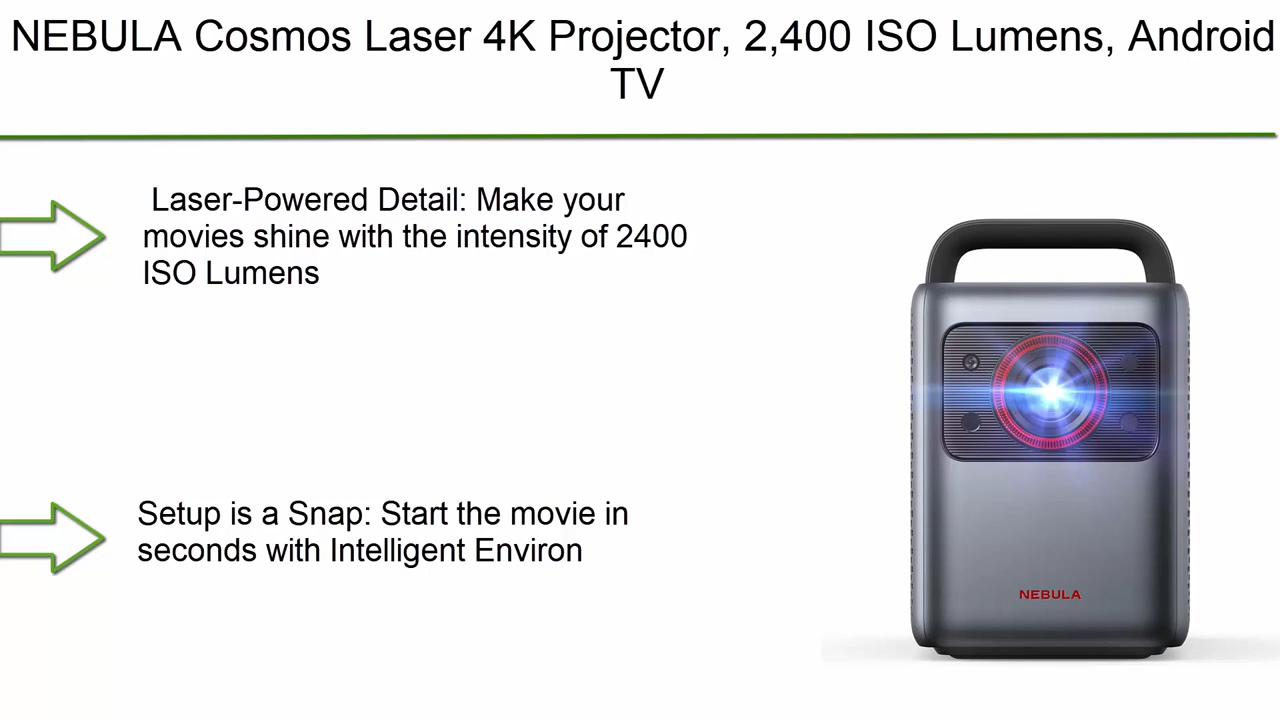 NEBULA Cosmos Laser 4K Projector, 2,400 ISO Lumens, Android
TV
Laser-Powered Detail: Make your
movies shine with the intensity of 2400
ISO Lumens
Setup is a Snap: Start the movie in
seconds with Intelligent Environ
NEBULA